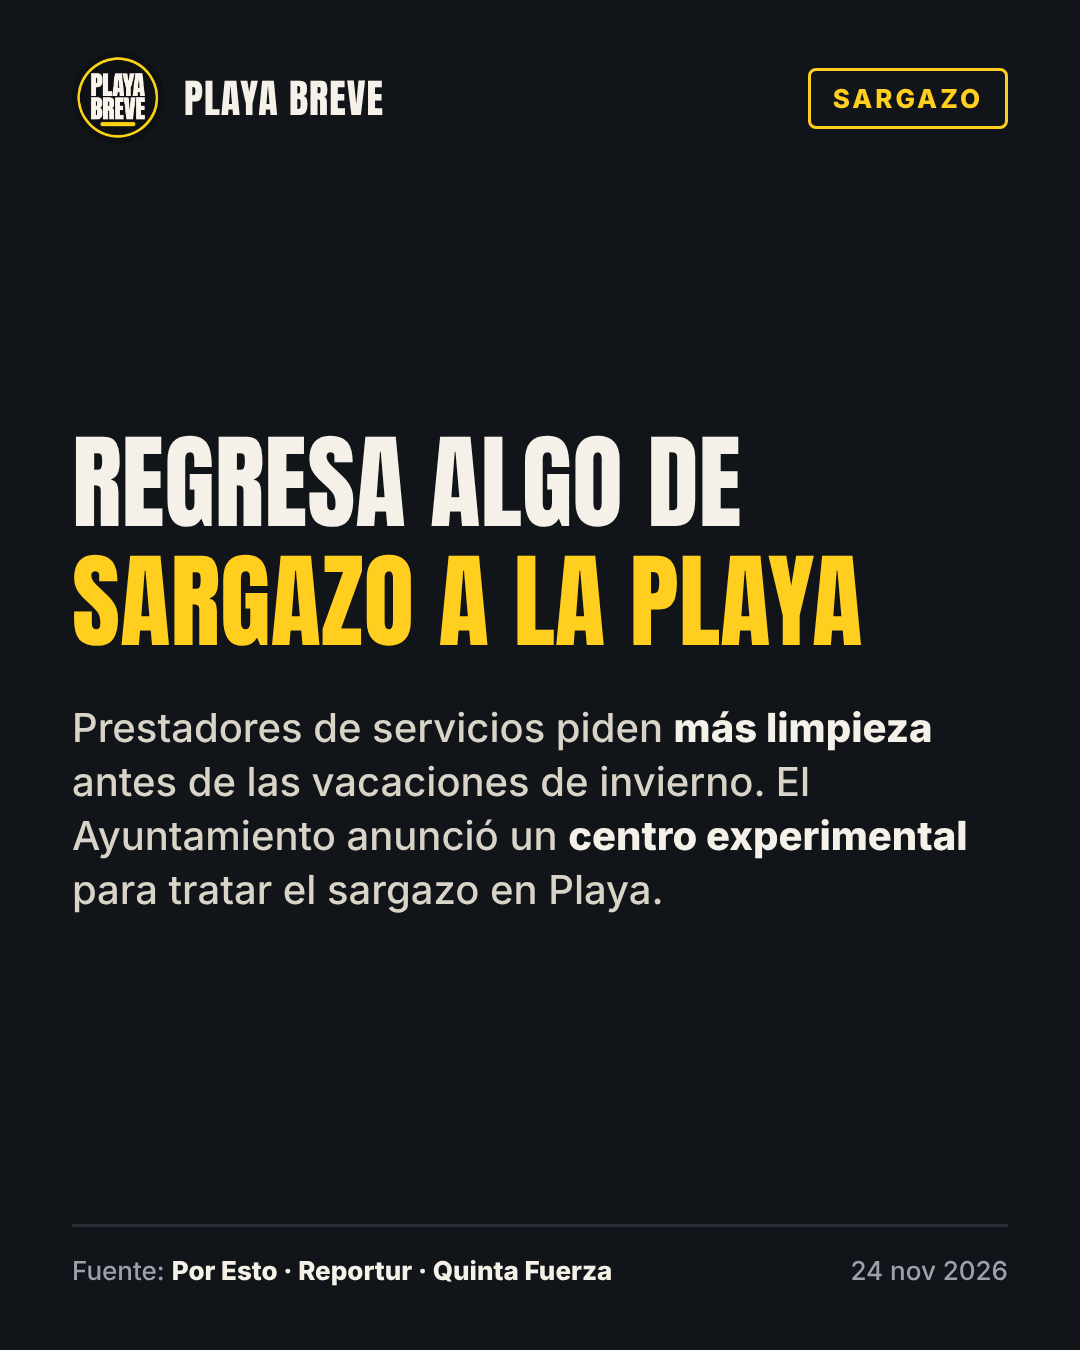 PLAYA
BREVE
PLAYA BREVE
SARGAZO
REGRESA ALGO DE
SARGAZO A LA PLAYA
Prestadores de servicios piden más limpieza
antes de las vacaciones de invierno. El
Ayuntamiento anunció un centro experimental
para tratar el sargazo en Playa.
Fuente: Por Esto · Reportur · Quinta Fuerza
24 nov 2026